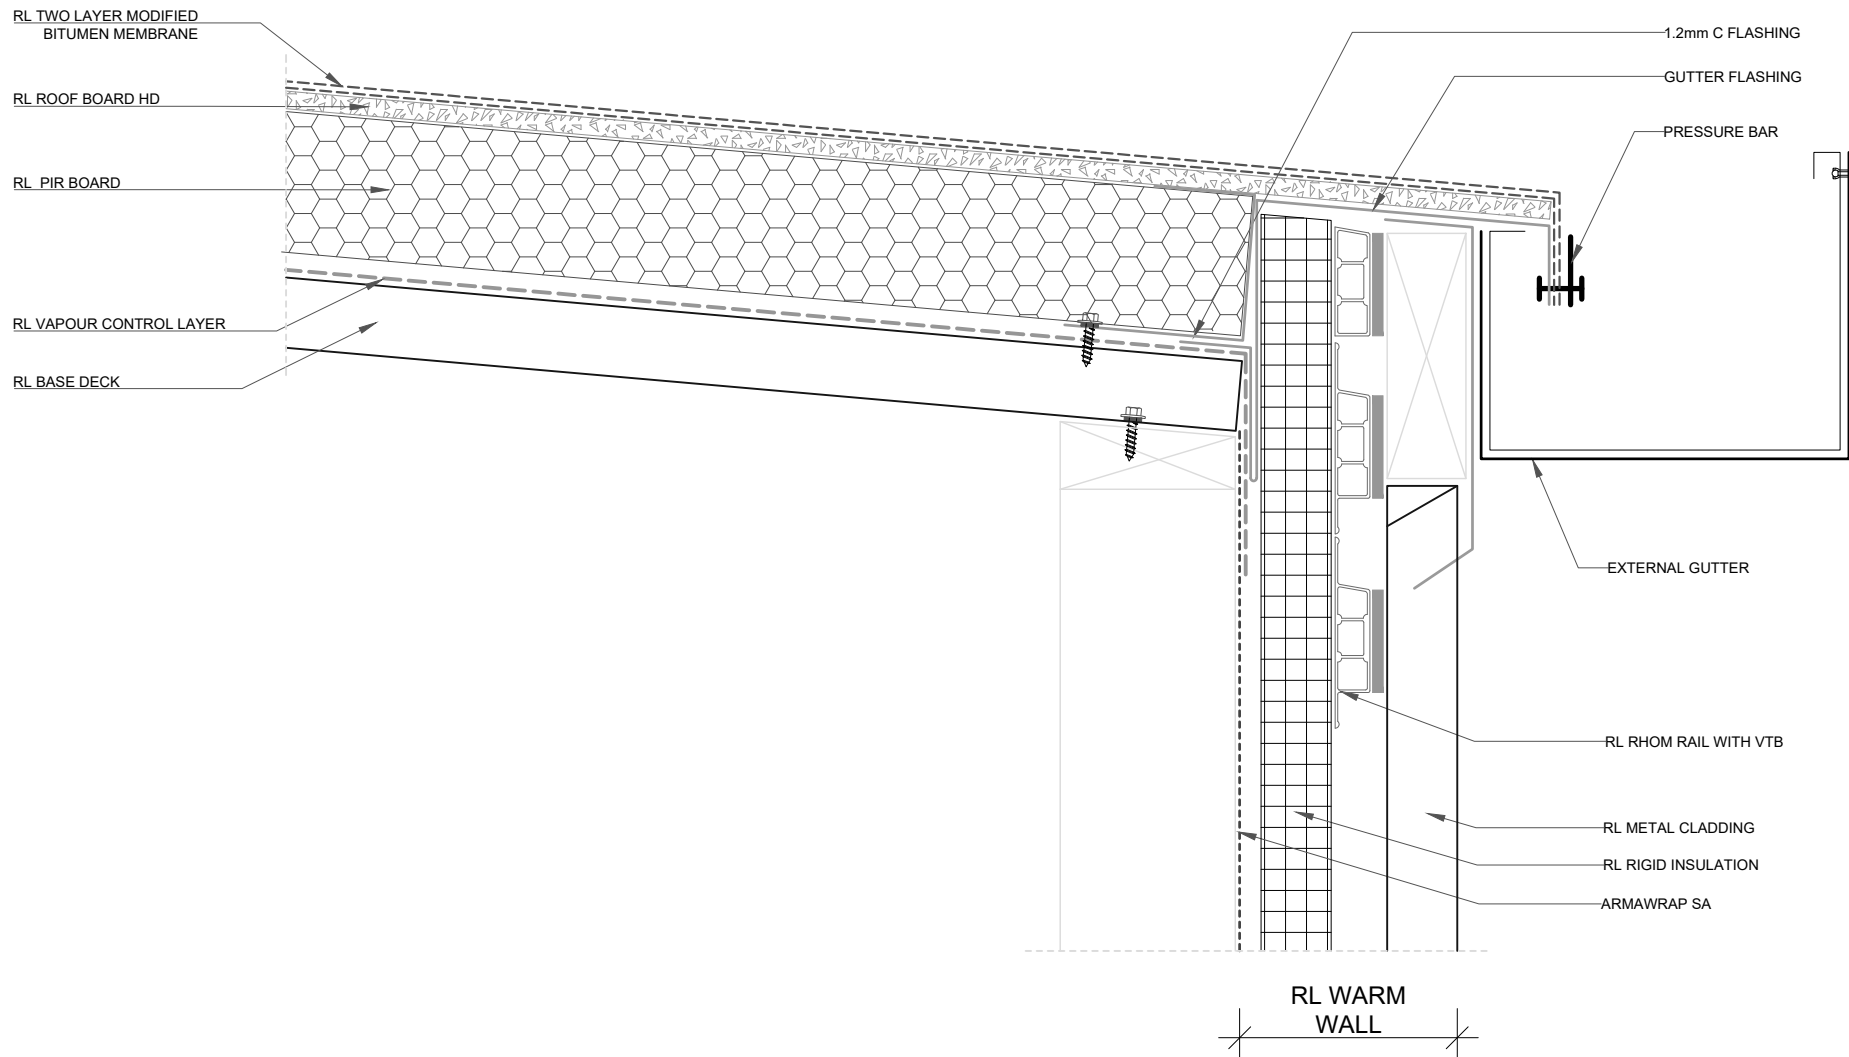 RL TWO LAYER MODIFIED
BITUMEN MEMBRANE
RL ROOF BOARD HD
RL PIR BOARD
RL VAPOUR CONTROL LAYER
RL BASE DECK
1.2mm C FLASHING
GUTTER FLASHING
PRESSURE BAR
EXTERNAL GUTTER
RL RHOM RAIL WITH VTB
RL METAL CLADDING
RL RIGID INSULATION
ARMAWRAP SA
RL WARM
WALL